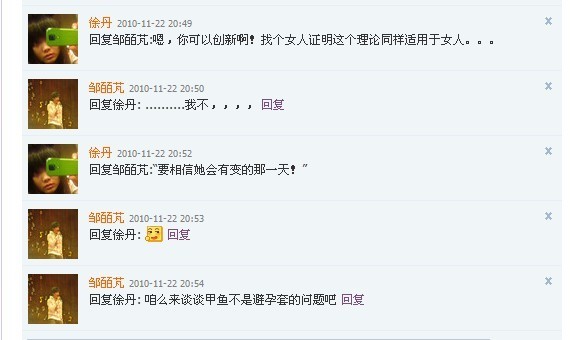 徐丹 2010-11-22 20:49
回复邹皕芃:嗯，你可以创新啊！找个女人证明这个理论同样适用于女人。。。
邹皕芃 2010-11-22 20:50
回复徐丹: ..........我不，，，， 回复
徐丹 2010-11-22 20:52
回复邹皕芃:“要相信她会有变的那一天！”
邹皕芃 2010-11-22 20:53
回复徐丹: 回复
邹皕芃 2010-11-22 20:54
回复徐丹: 咱么来谈谈甲鱼不是避孕套的问题吧 回复